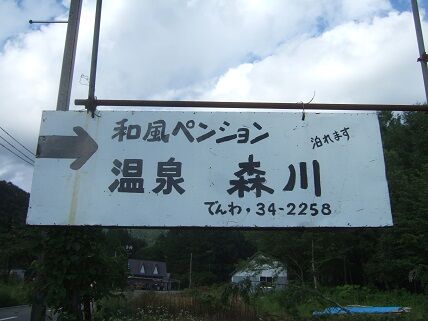 和風ペンション 泊れます
温泉 森川
でんわ・34-2258